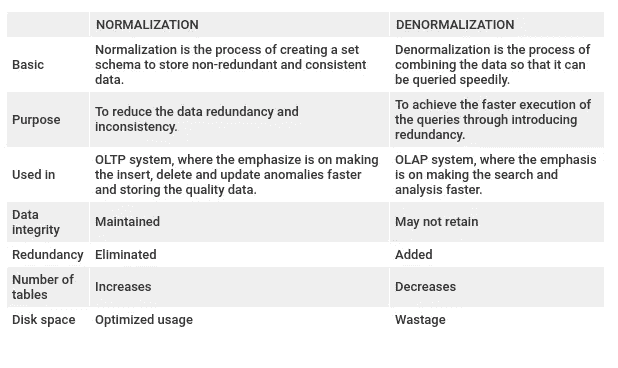 NORMALIZATION DENORMALIZATION
Basic
Normalization is the process of creating a set
schema to store non-redundant and consistent
data.
Denormalization is the process of
combining the data so that it can
be queried speedily.
Purpose
To reduce the data redundancy and
inconsistency.
To achieve the faster execution of
the queries through introducing
redundancy.
Used in
OLTP system, where the emphasize is on making
the insert, delete and update anomalies faster
and storing the quality data.
OLAP system, where the emphasis
is on making the search and
analysis faster.
Data
integrity
Maintained
May not retain
Redundancy Eliminated Added
Number of
tables
Increases
Decreases
Disk space Optimized usage Wastage